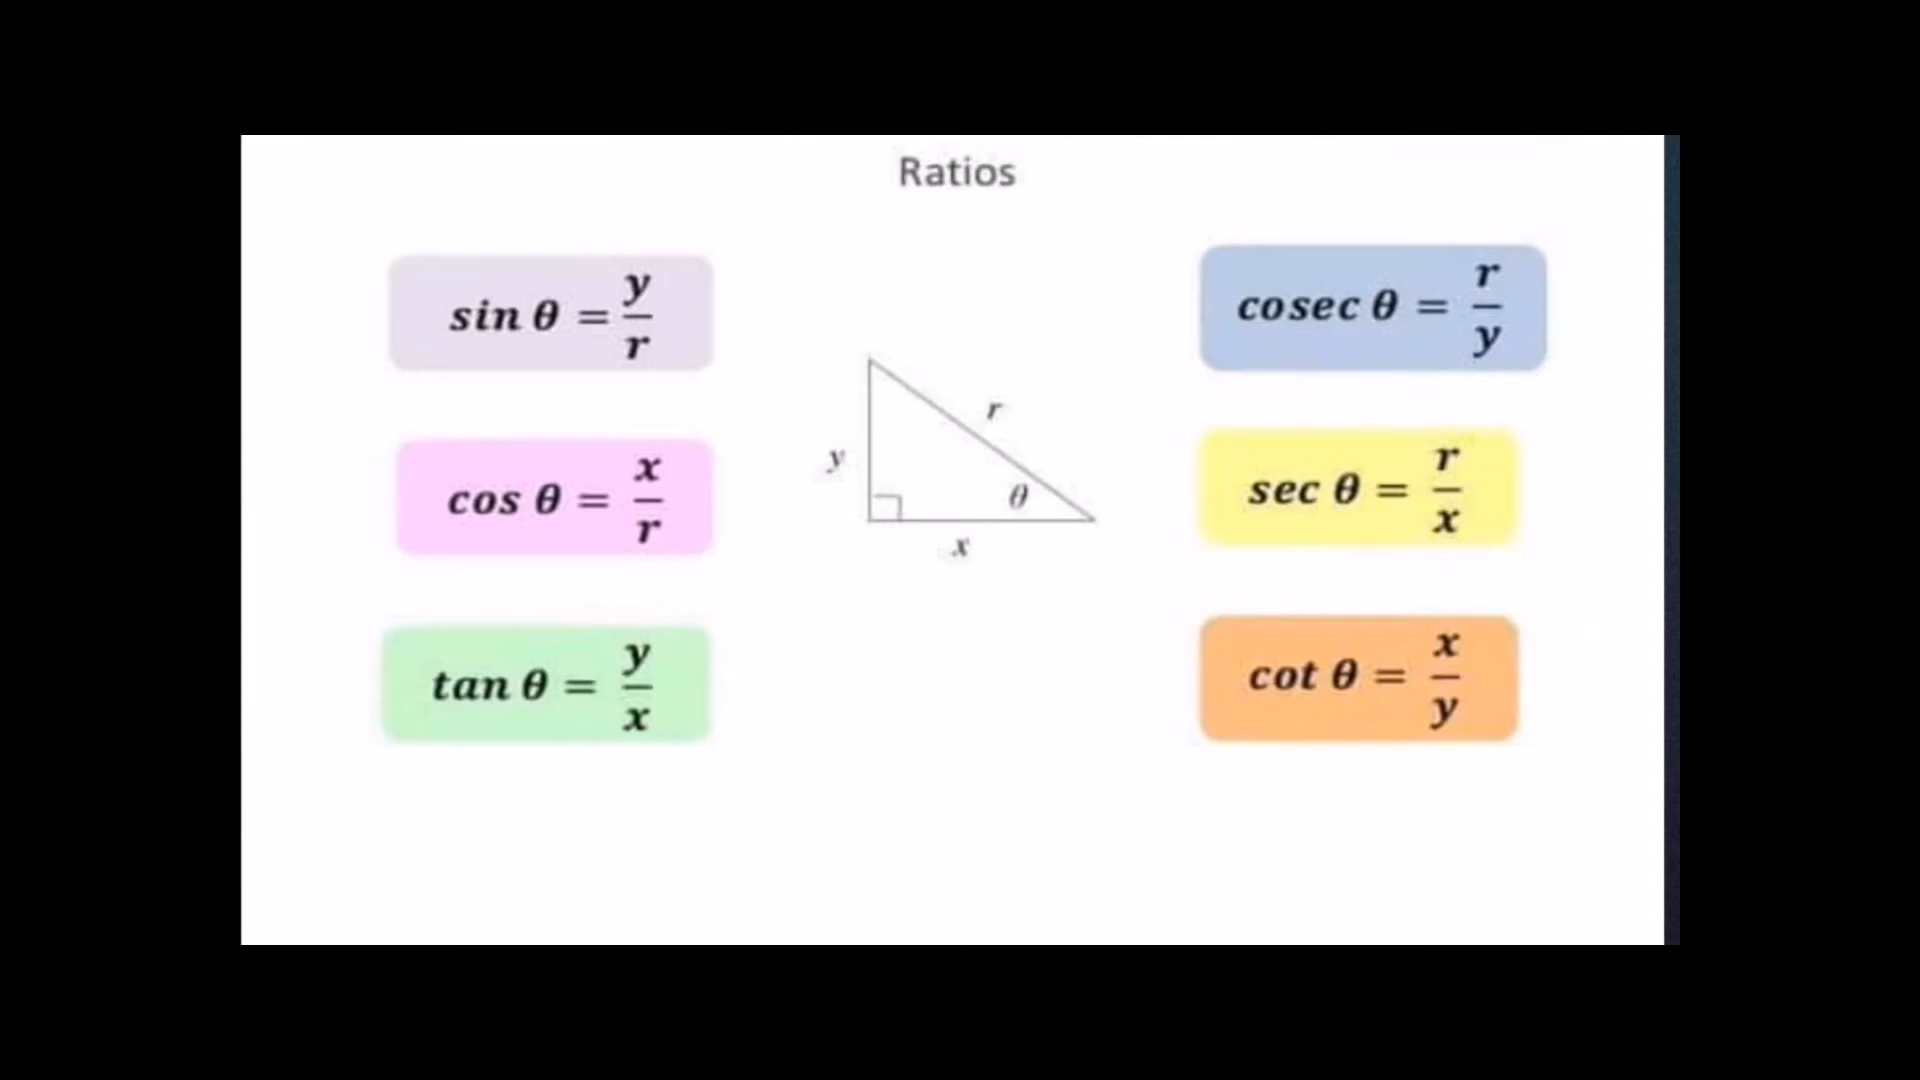 Ratios
sin θ = y/r
cosec θ = r/y
r
y
θ
x
cos θ = x/r
sec θ = r/x
tan θ = y/x
cot θ = x/y